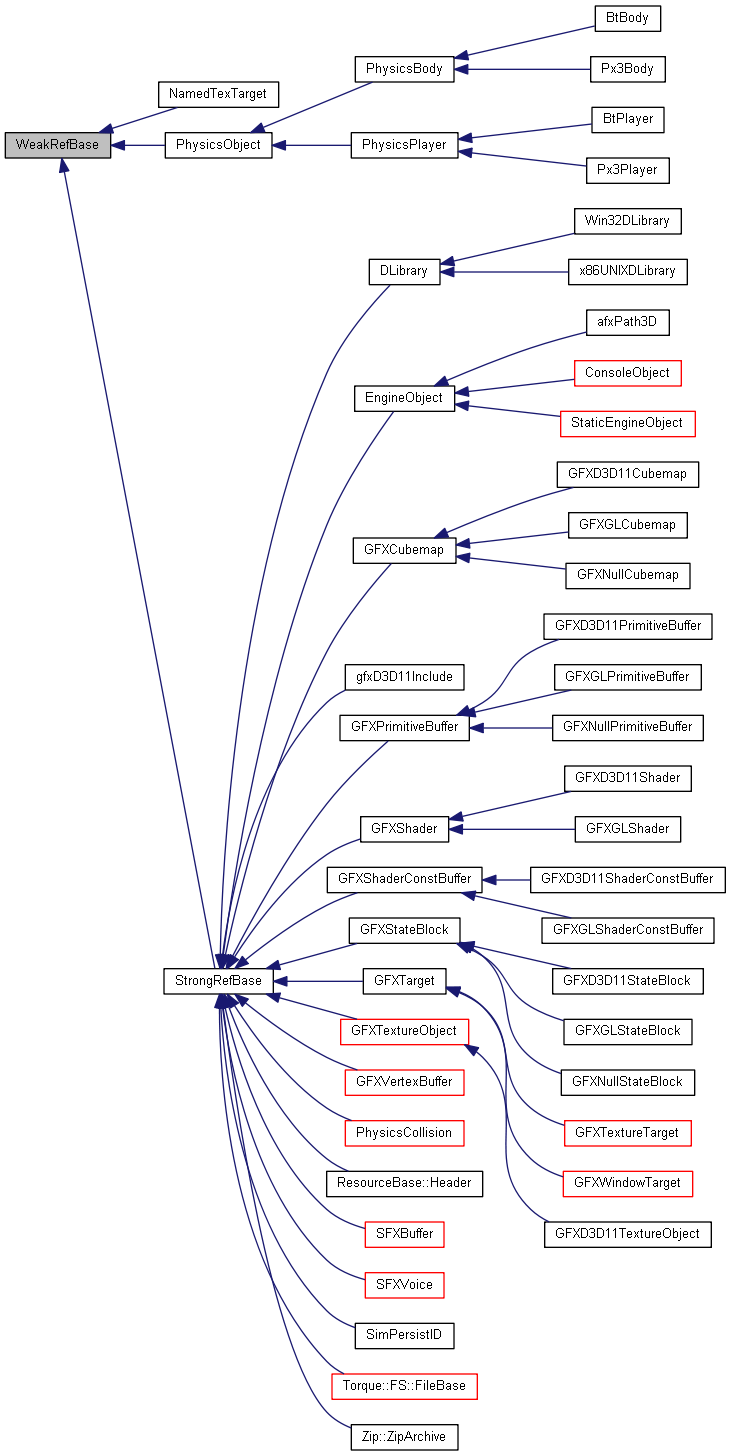 BtBody
PhysicsBody
Px3Body
NamedTexTarget
BtPlayer
WeakRefBase
PhysicsObject
PhysicsPlayer
Px3Player
Win32DLibrary
DLibrary
x86UNIXDLibrary
afxPath3D
ConsoleObject
EngineObject
StaticEngineObject
GFXD3D11Cubemap
GFXGLCubemap
GFXCubemap
GFXNullCubemap
GFXD3D11PrimitiveBuffer
gfxD3D11Include
GFXGLPrimitiveBuffer
GFXPrimitiveBuffer
GFXNullPrimitiveBuffer
GFXD3D11Shader
GFXShader
GFXGLShader
GFXShaderConstBuffer
GFXD3D11ShaderConstBuffer
GFXGLShaderConstBuffer
GFXStateBlock
StrongRefBase
GFXTarget
GFXD3D11StateBlock
GFXTextureObject
GFXGLStateBlock
GFXVertexBuffer
GFXNullStateBlock
PhysicsCollision
GFXTextureTarget
ResourceBase::Header
GFXWindowTarget
SFXBuffer
GFXD3D11TextureObject
SFXVoice
SimPersistID
Torque::FS::FileBase
Zip::ZipArchive